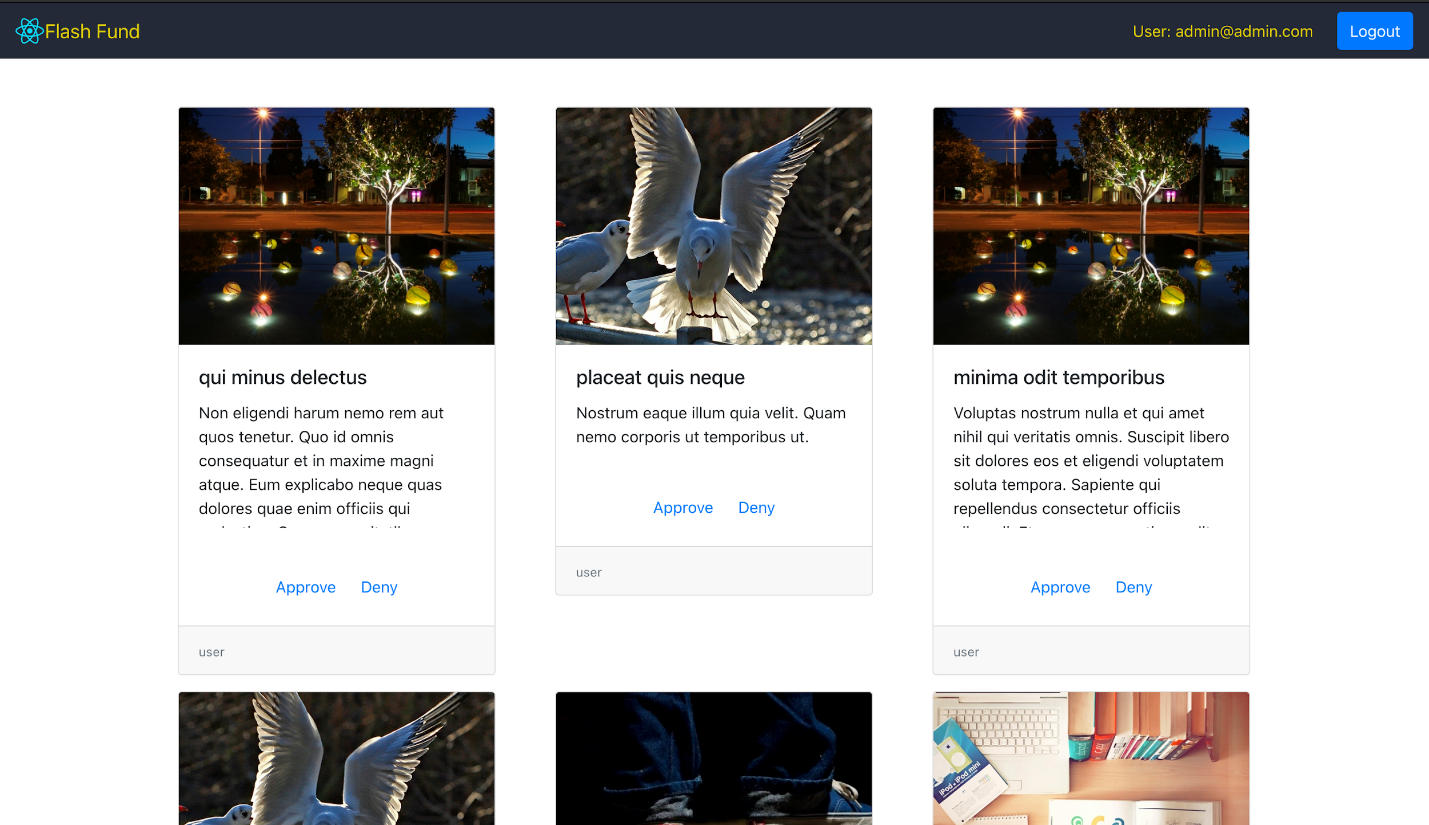 Flash Fund
User: admin@admin.com
Logout
qui minus delectus
Non eligendi harum nemo rem aut
quos tenetur. Quo id omnis
consequatur et in maxime magni
atque. Eum explicabo neque quas
dolores quae enim officiis qui
Approve Deny
user
placeat quis neque
Nostrum eaque illum quia velit. Quam
nemo corporis ut temporibus ut.
Approve Deny
user
minima odit temporibus
Voluptas nostrum nulla et qui amet
nihil qui veritatis omnis. Suscipit libero
sit dolores eos et eligendi voluptatem
soluta tempora. Sapiente qui
repellendus consectetur officiis
Approve Deny
user
iPod + iPod mini